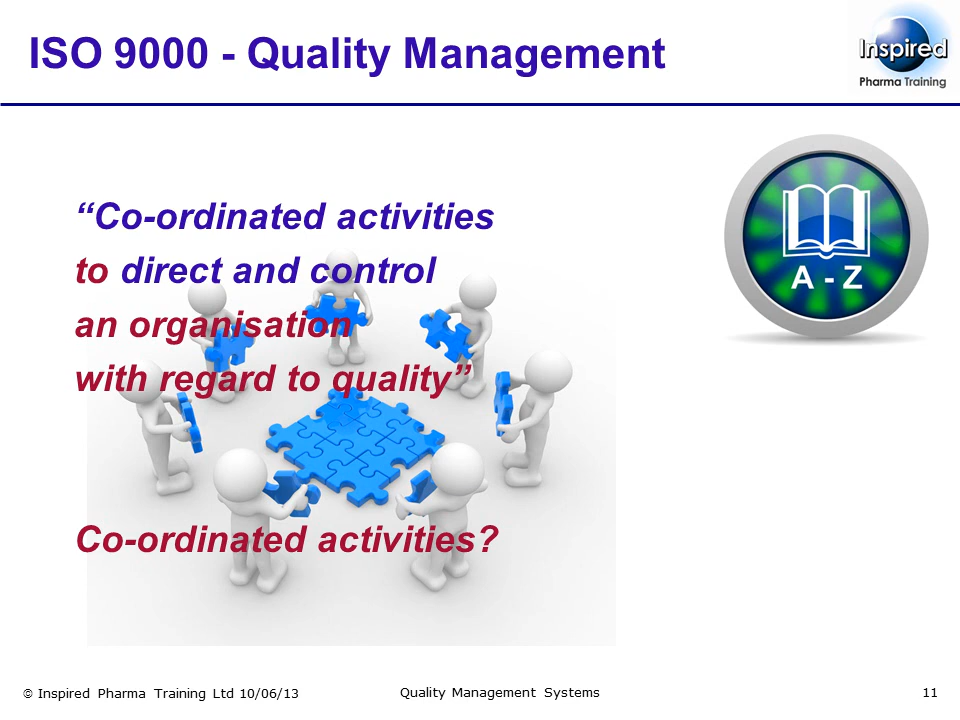 ISO 9000 - Quality Management
Inspired
Pharma Training
“Co-ordinated activities
to direct and control
an organisation
with regard to quality”
A - Z
Co-ordinated activities?
© Inspired Pharma Training Ltd 10/06/13
Quality Management Systems
11